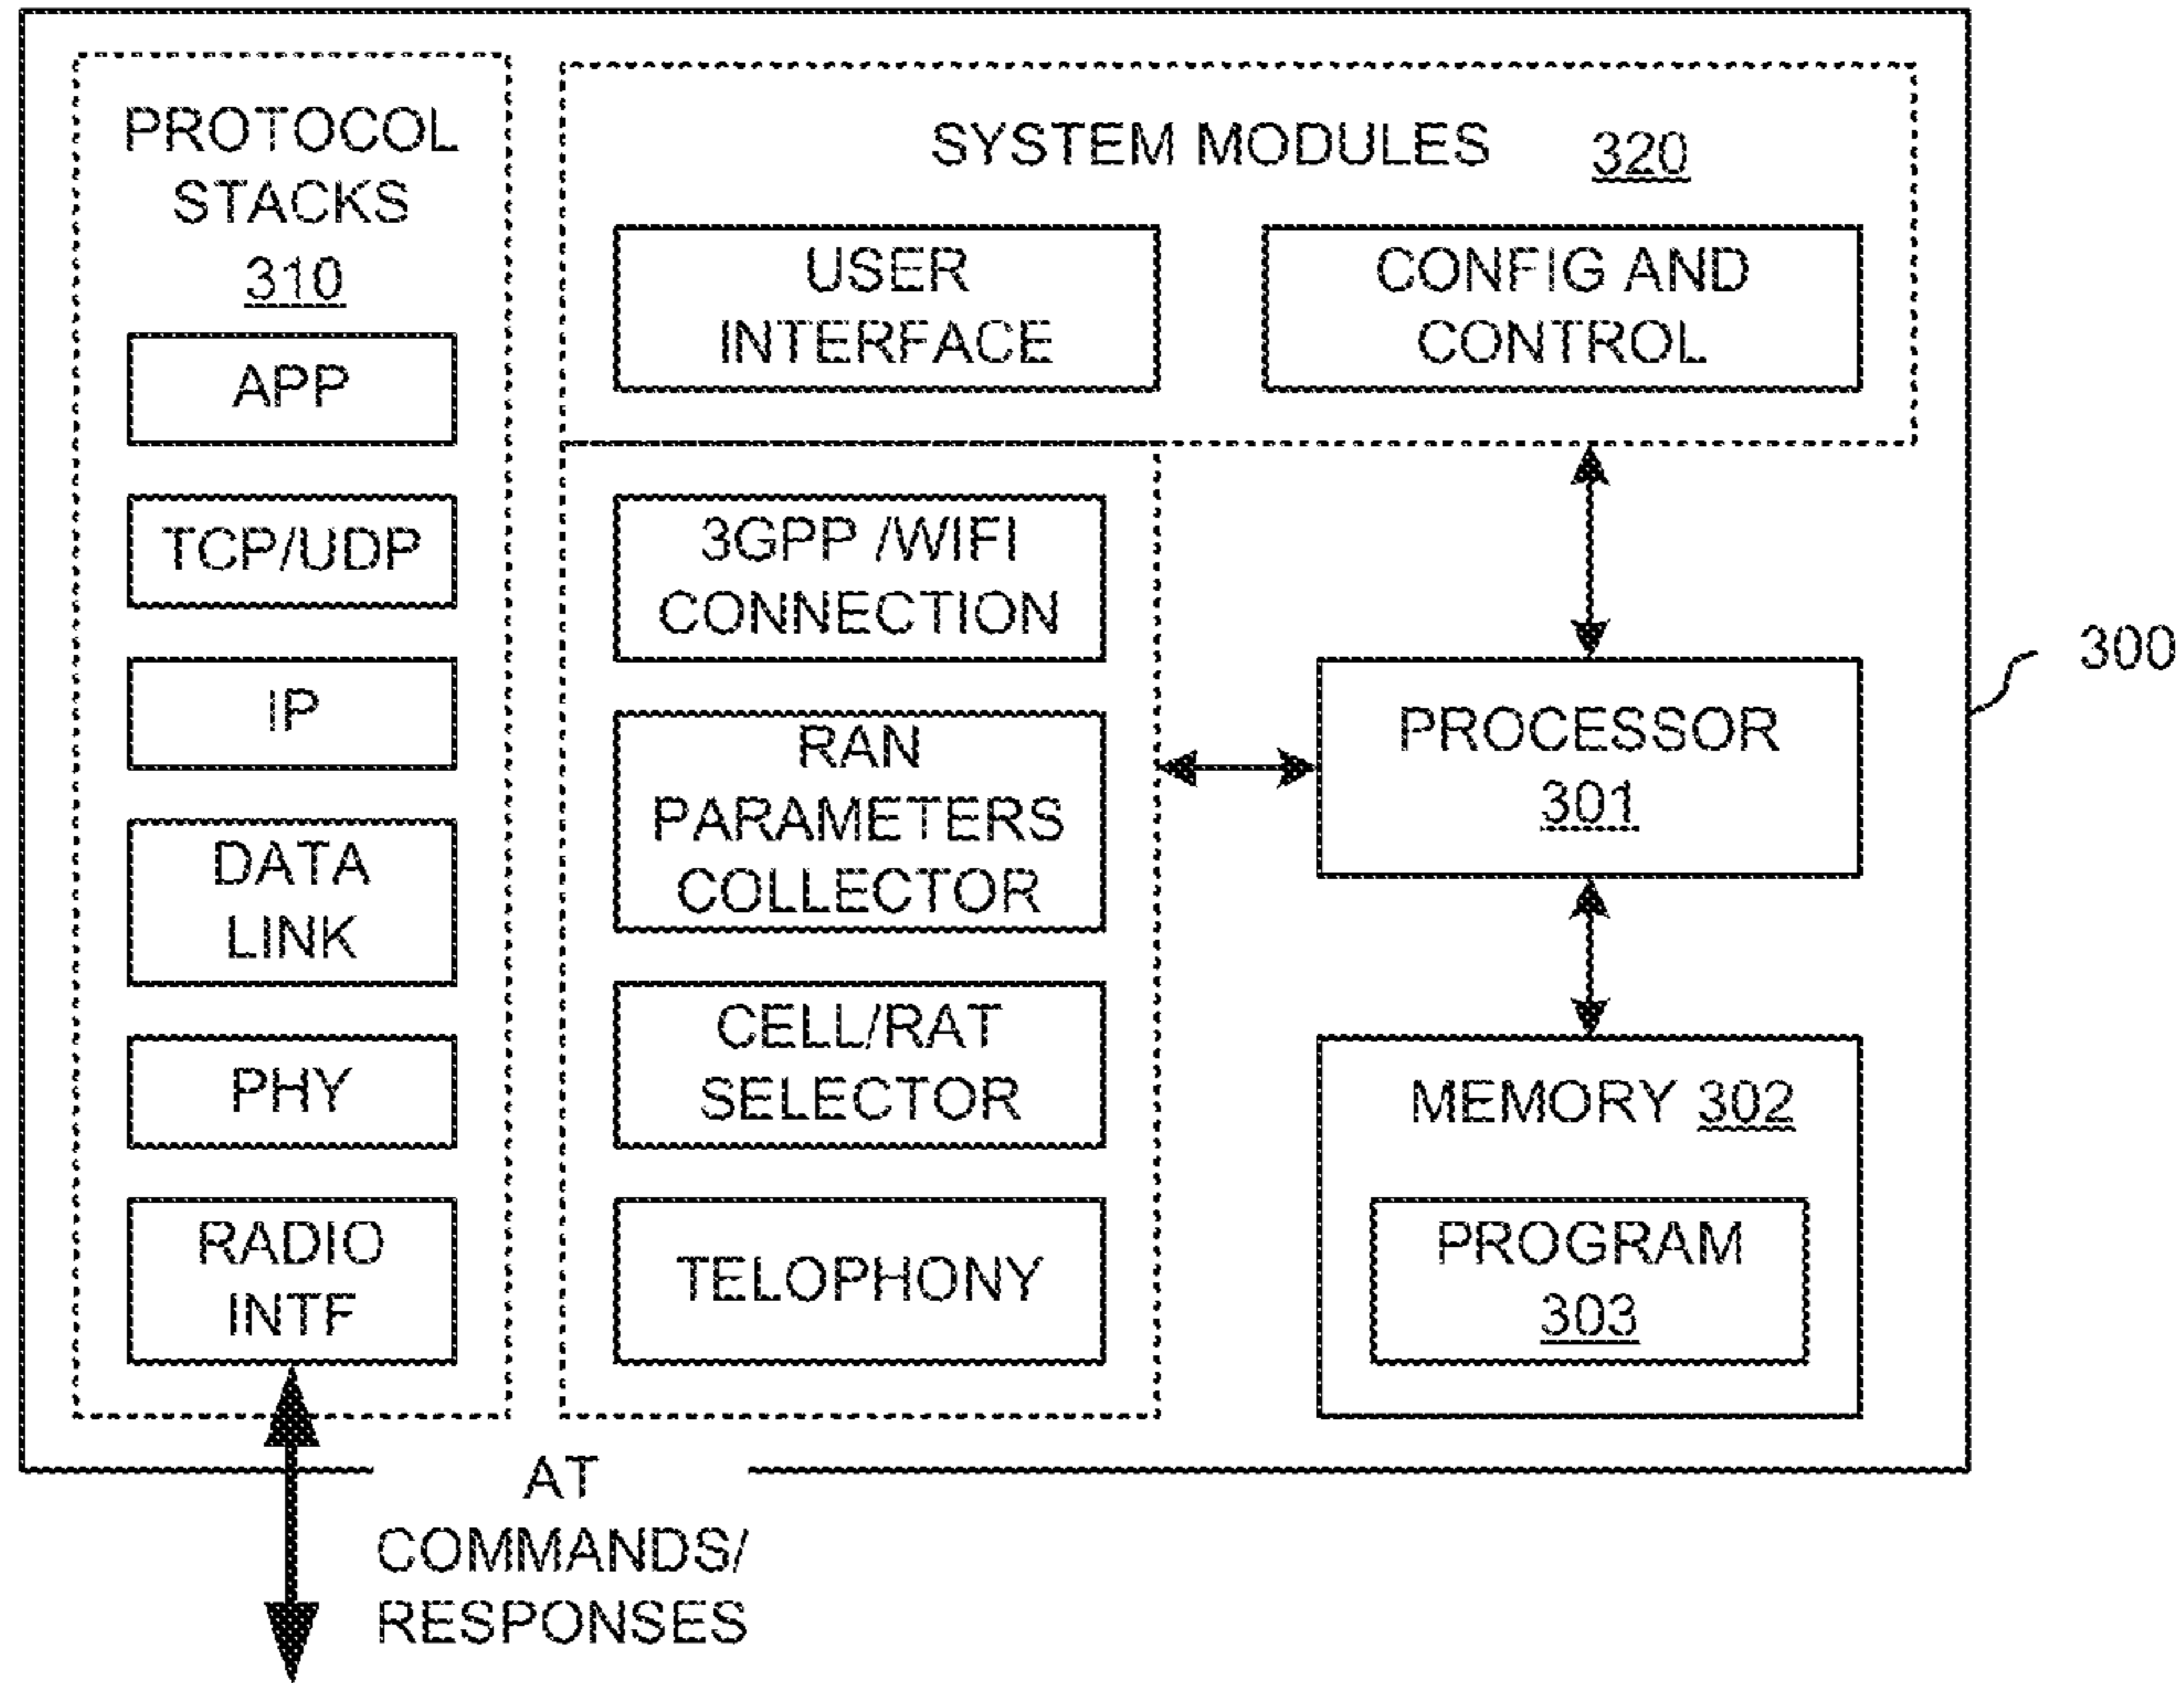 PROTOCOL
STACKS
310
APP
TCP/UDP
IP
DATA
LINK
PHY
RADIO
INTF
SYSTEM MODULES 320
USER
INTERFACE
CONFIG AND
CONTROL
3GPP /WIFI
CONNECTION
RAN
PARAMETERS
COLLECTOR
CELL/RAT
SELECTOR
TELOPHONY
PROCESSOR
301
MEMORY 302
PROGRAM
303
300
AT
COMMANDS/
RESPONSES